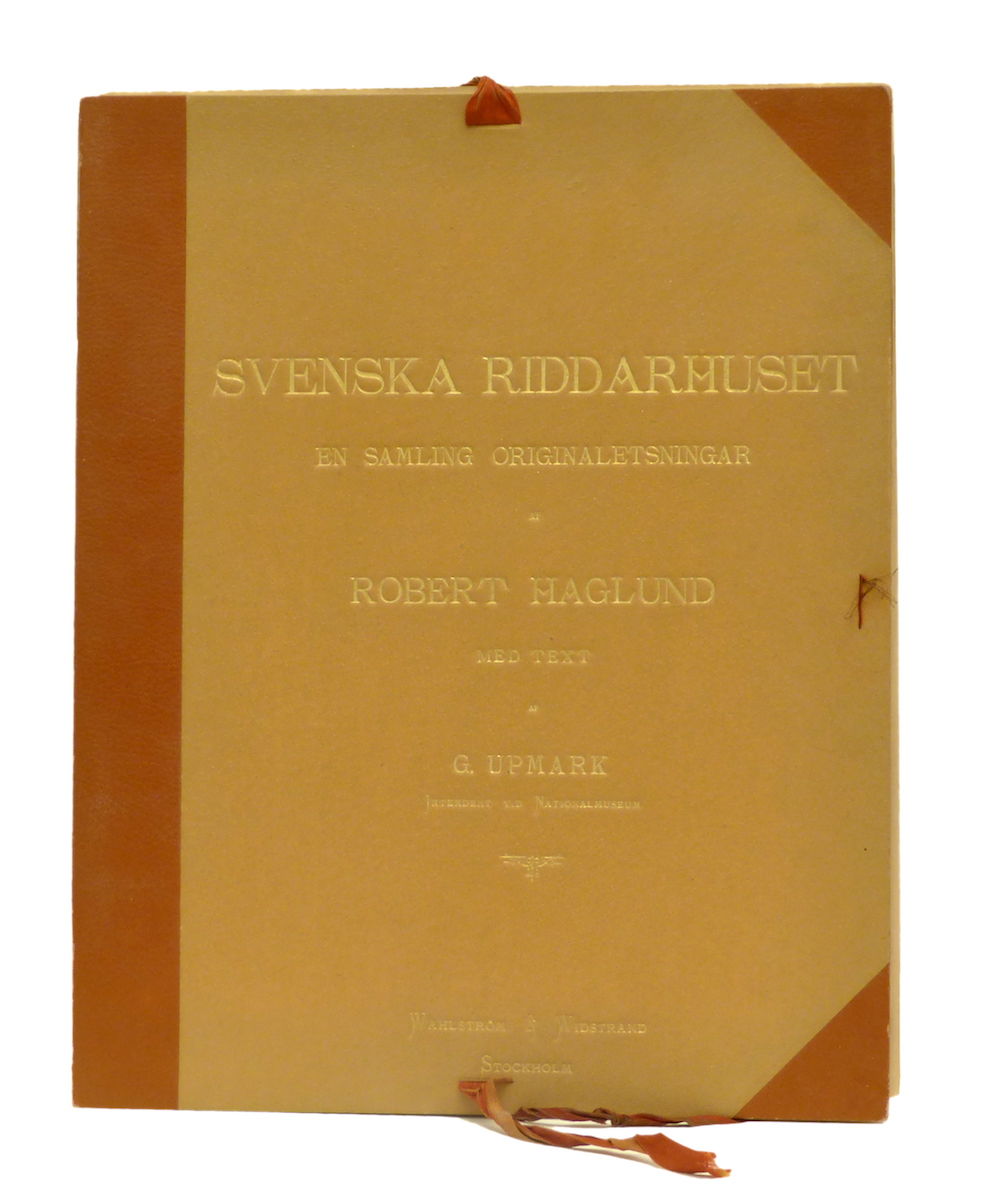 SVENSKA RIDDARHUSET
EN SAMLING ORIGINALETSNINGAR
AF
ROBERT HAGLUND
MED TEXT
AF
G. UPMARK
INTENDENT VID NATIONALMUSEUM
WAHLSTRÖM & WIDSTRAND
STOCKHOLM